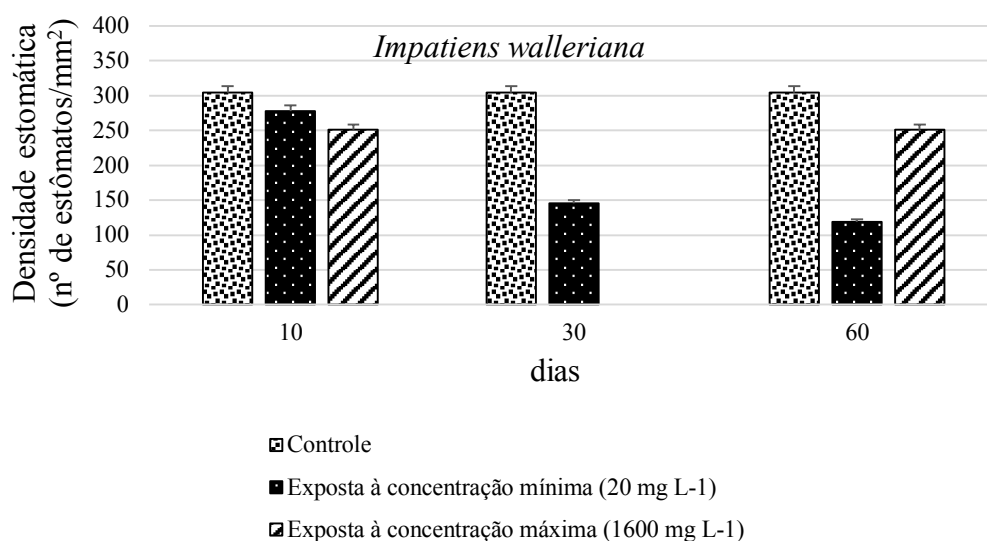 Impatiens walleriana
Densidade estomática
(nº de estômatos/mm²)
400
350
300
250
200
150
100
50
0
10 30 60
dias
Controle
Exposta à concentração mínima (20 mg L-1)
Exposta à concentração máxima (1600 mg L-1)